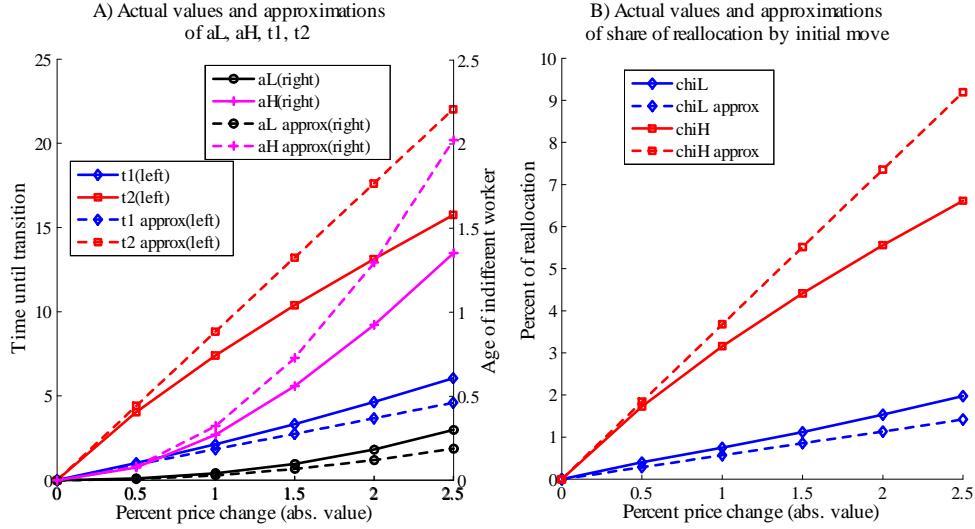 A) Actual values and approximations
of aL, aH, t1, t2
25
20
15
10
5
0
Time until transition
2.5
2
1.5
1
0.5
0
Age of indifferent worker
aL(right)
aH(right)
aL approx(right)
aH approx(right)
t1(left)
t2(left)
t1 approx(left)
t2 approx(left)
0 0.5 1 1.5 2 2.5
Percent price change (abs. value)
B) Actual values and approximations
of share of reallocation by initial move
10
9
8
7
6
5
4
3
2
1
0
Percent of reallocation
chiL
chiL approx
chiH
chiH approx
0 0.5 1 1.5 2 2.5
Percent price change (abs. value)